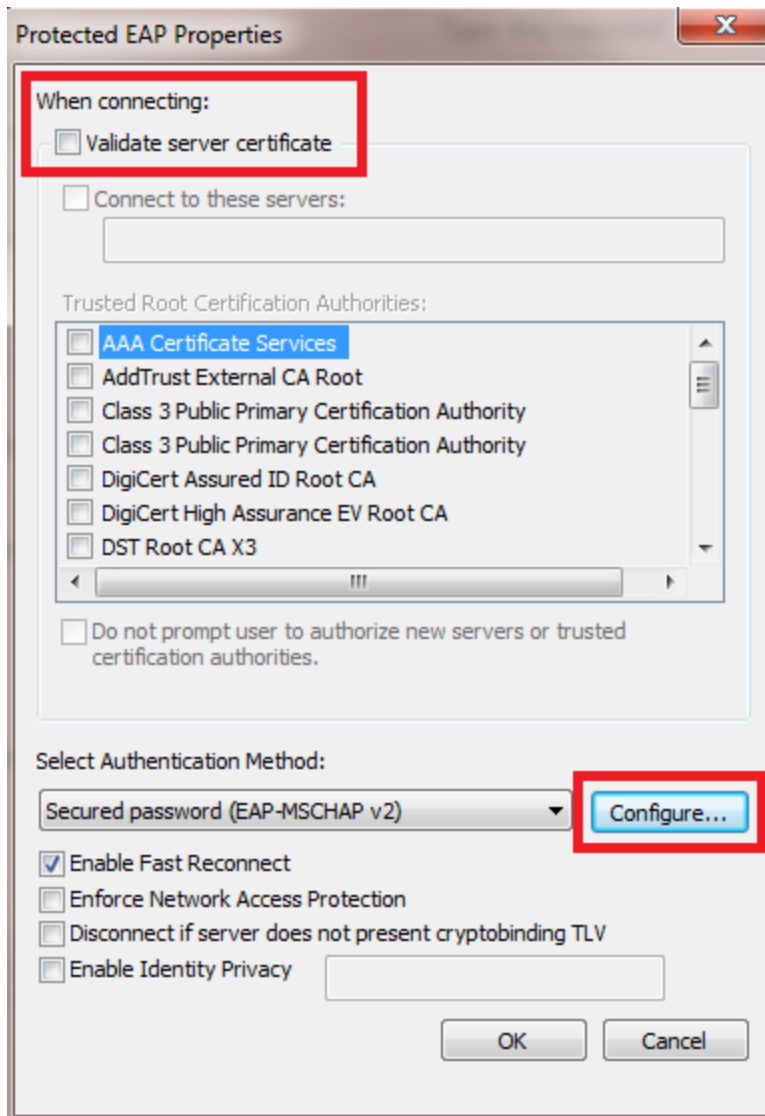 Protected EAP Properties
When connecting:
Validate server certificate
Connect to these servers:
Trusted Root Certification Authorities:
AAA Certificate Services
AddTrust External CA Root
Class 3 Public Primary Certification Authority
Class 3 Public Primary Certification Authority
DigiCert Assured ID Root CA
DigiCert High Assurance EV Root CA
DST Root CA X3
Do not prompt user to authorize new servers or trusted
certification authorities.
Select Authentication Method:
Secured password (EAP-MSCHAP v2)
Configure...
Enable Fast Reconnect
Enforce Network Access Protection
Disconnect if server does not present cryptobinding TLV
Enable Identity Privacy
OK Cancel